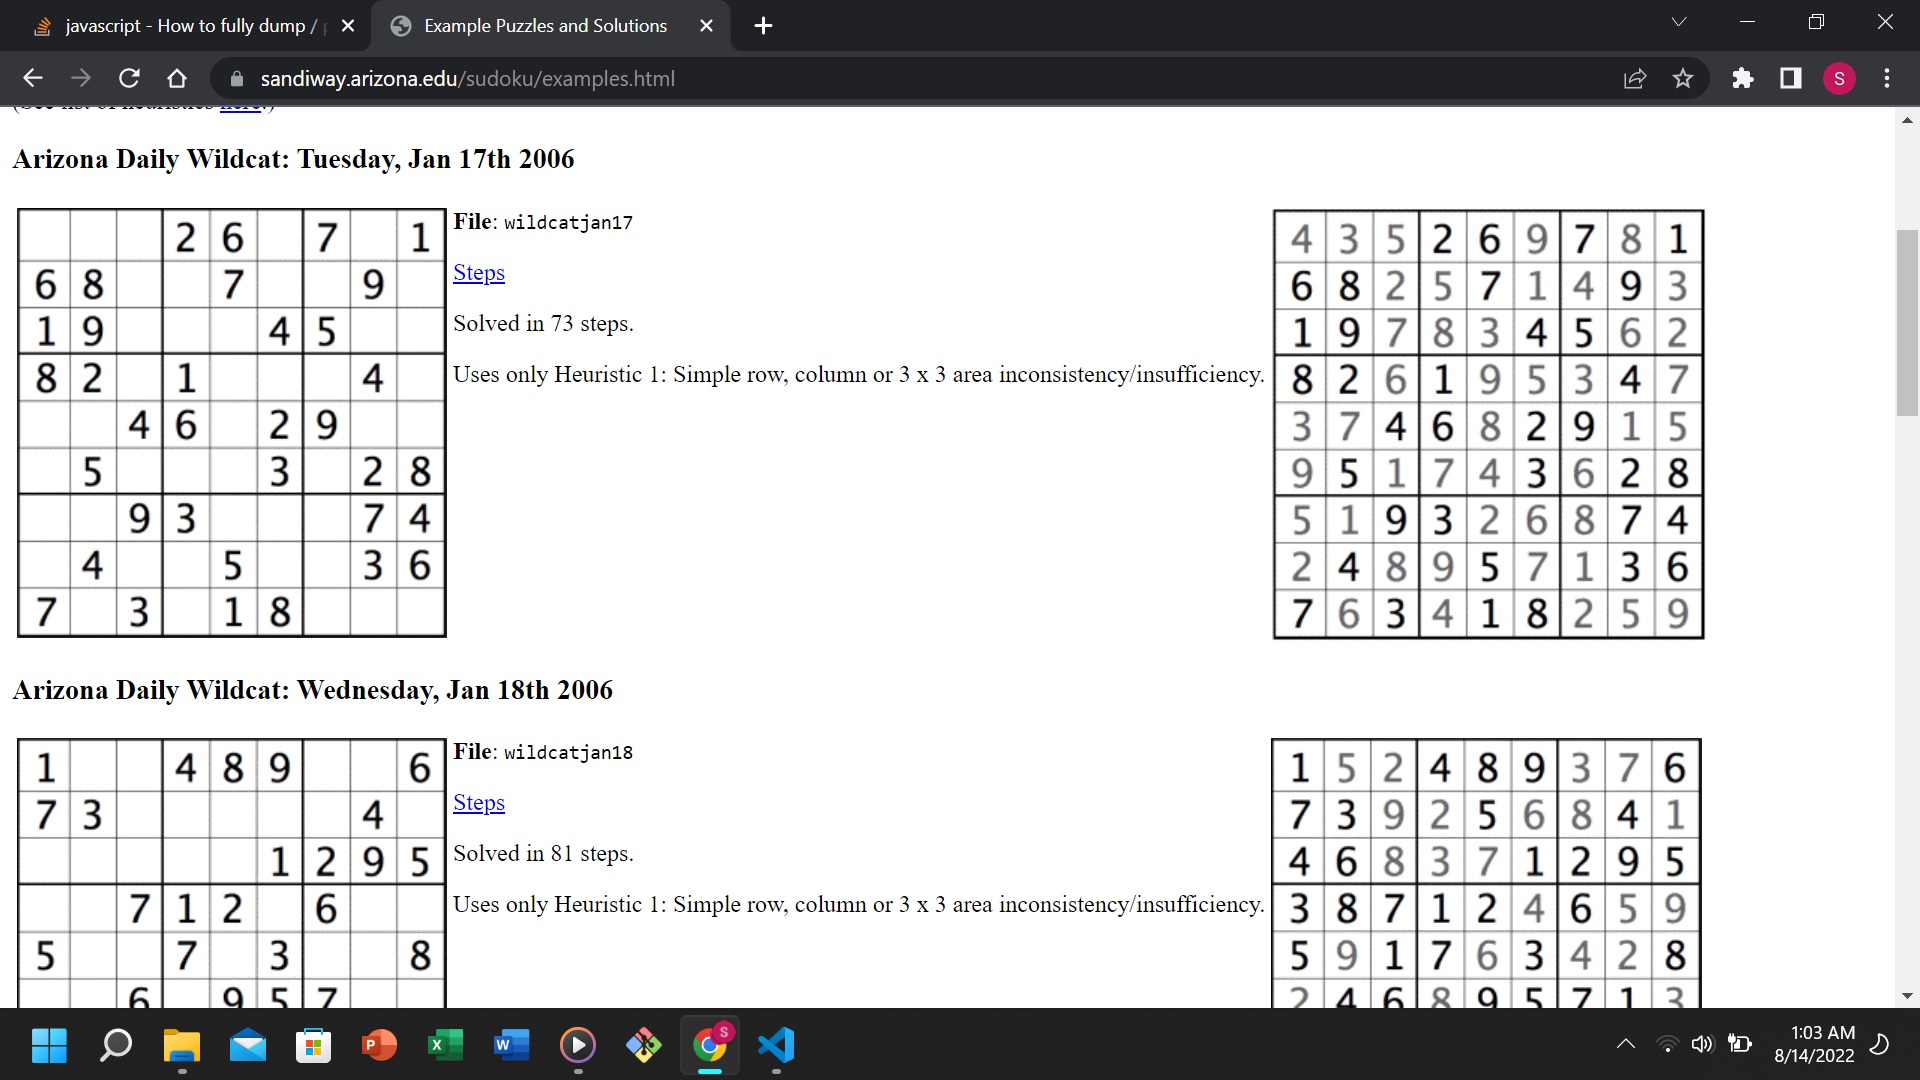 javascript - How to fully dump /
Example Puzzles and Solutions
sandiway.arizona.edu/sudoku/examples.html
S
(See list of heuristics here.)
Arizona Daily Wildcat: Tuesday, Jan 17th 2006
2 6 7 1
6 8 7 9
1 9 4 5
8 2 1 4
4 6 2 9
5 3 2 8
9 3 7 4
4 5 3 6
7 3 1 8
File: wildcatjan17
Steps
Solved in 73 steps.
Uses only Heuristic 1: Simple row, column or 3 x 3 area inconsistency/insufficiency.
4 3 5 2 6 9 7 8 1
6 8 2 5 7 1 4 9 3
1 9 7 8 3 4 5 6 2
8 2 6 1 9 5 3 4 7
3 7 4 6 8 2 9 1 5
9 5 1 7 4 3 6 2 8
5 1 9 3 2 6 8 7 4
2 4 8 9 5 7 1 3 6
7 6 3 4 1 8 2 5 9
Arizona Daily Wildcat: Wednesday, Jan 18th 2006
1 4 8 9 6
7 3 4
1 2 9 5
7 1 2 6
5 7 3 8
6 9 5 7
File: wildcatjan18
Steps
Solved in 81 steps.
Uses only Heuristic 1: Simple row, column or 3 x 3 area inconsistency/insufficiency.
1 5 2 4 8 9 3 7 6
7 3 9 2 5 6 8 4 1
4 6 8 3 7 1 2 9 5
3 8 7 1 2 4 6 5 9
5 9 1 7 6 3 4 2 8
2 4 6 8 9 5 7 1 3
P
X
W
S
1:03 AM
8/14/2022